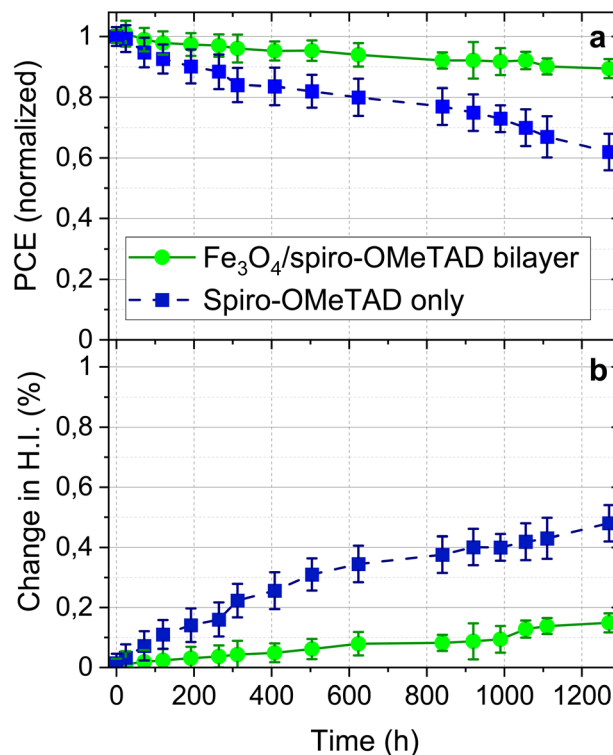 a
PCE (normalized)
1
0,8
0,6
0,4
0,2
0
Fe₃O₄/spiro-OMeTAD bilayer
Spiro-OMeTAD only
b
Change in H.I. (%)
1
0,8
0,6
0,4
0,2
0
0 200 400 600 800 1000 1200
Time (h)